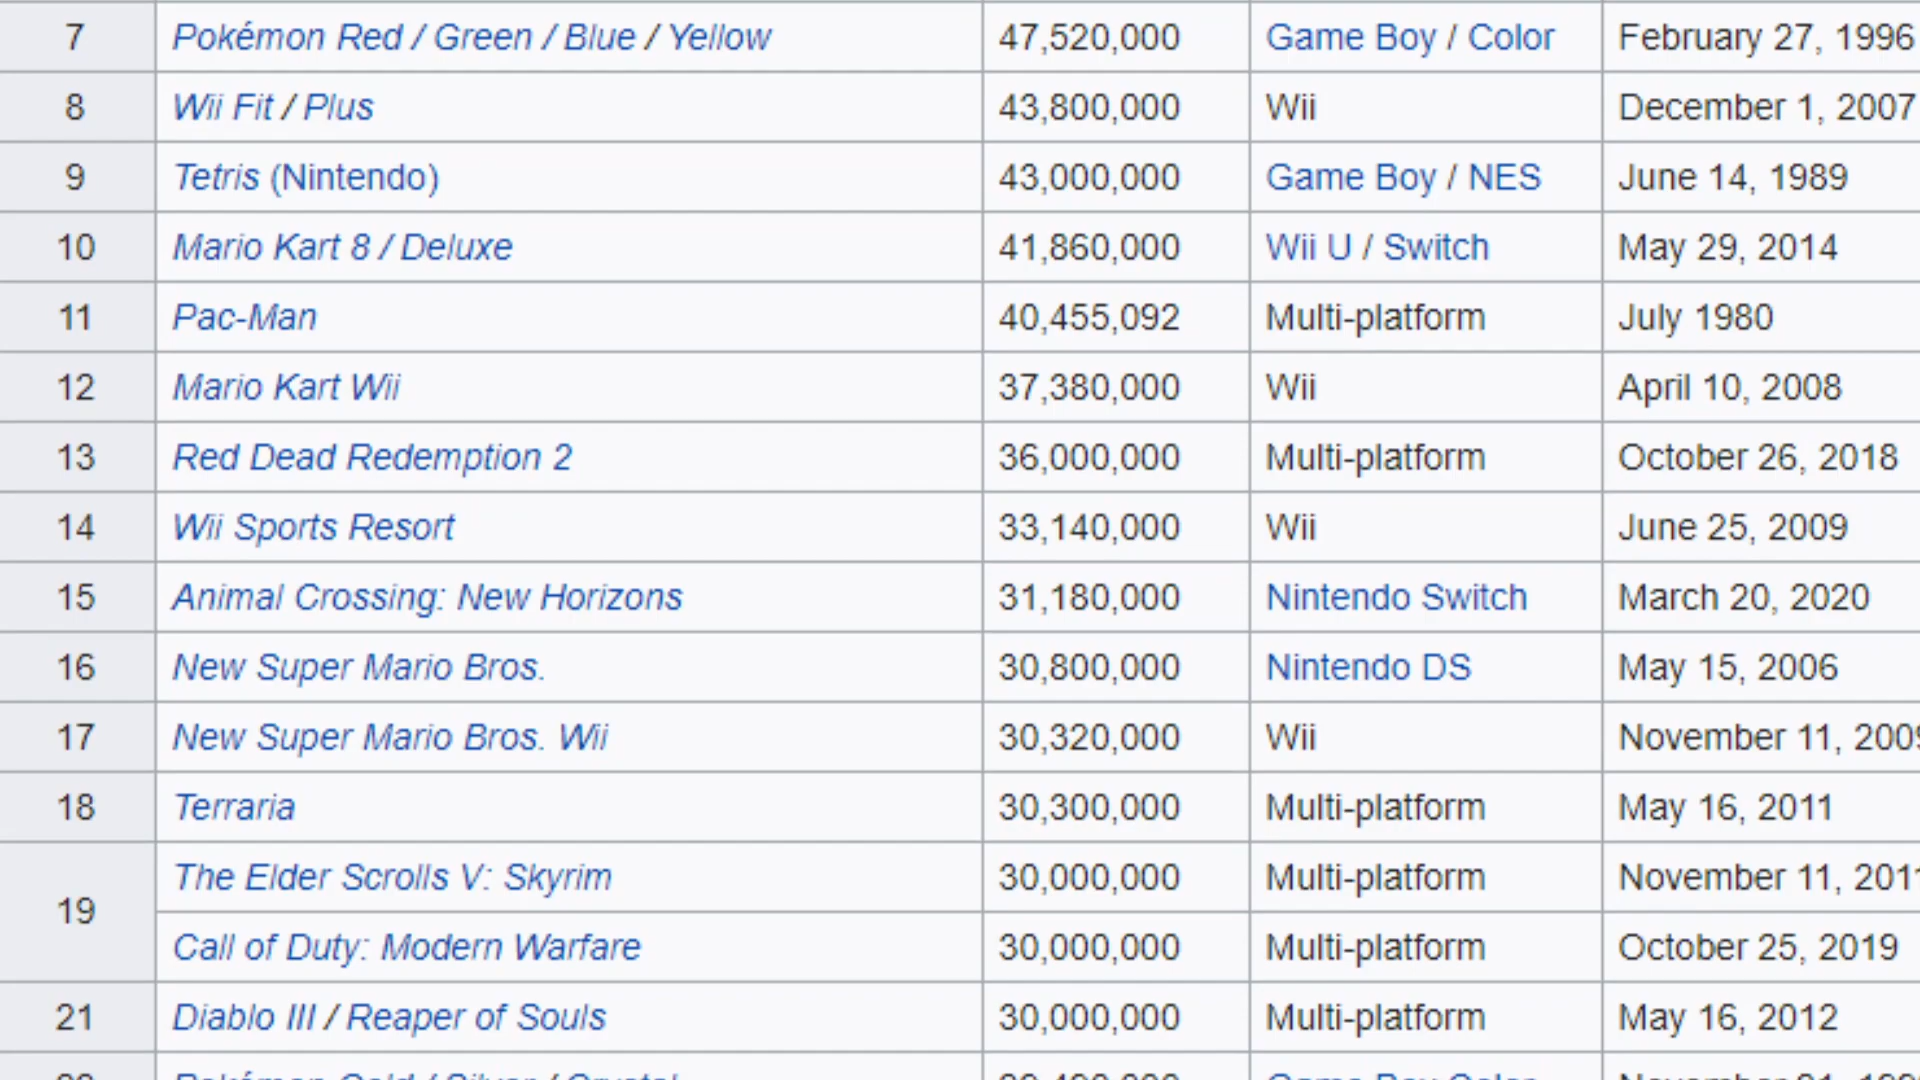 7 Pokémon Red / Green / Blue / Yellow 47,520,000 Game Boy / Color February 27, 1996
8 Wii Fit / Plus 43,800,000 Wii December 1, 2007
9 Tetris (Nintendo) 43,000,000 Game Boy / NES June 14, 1989
10 Mario Kart 8 / Deluxe 41,860,000 Wii U / Switch May 29, 2014
11 Pac-Man 40,455,092 Multi-platform July 1980
12 Mario Kart Wii 37,380,000 Wii April 10, 2008
13 Red Dead Redemption 2 36,000,000 Multi-platform October 26, 2018
14 Wii Sports Resort 33,140,000 Wii June 25, 2009
15 Animal Crossing: New Horizons 31,180,000 Nintendo Switch March 20, 2020
16 New Super Mario Bros. 30,800,000 Nintendo DS May 15, 2006
17 New Super Mario Bros. Wii 30,320,000 Wii November 11, 2009
18 Terraria 30,300,000 Multi-platform May 16, 2011
19 The Elder Scrolls V: Skyrim 30,000,000 Multi-platform November 11, 2011
Call of Duty: Modern Warfare 30,000,000 Multi-platform October 25, 2019
21 Diablo III / Reaper of Souls 30,000,000 Multi-platform May 16, 2012
Pokémon Gold / Silver / Crystal Game Boy Color